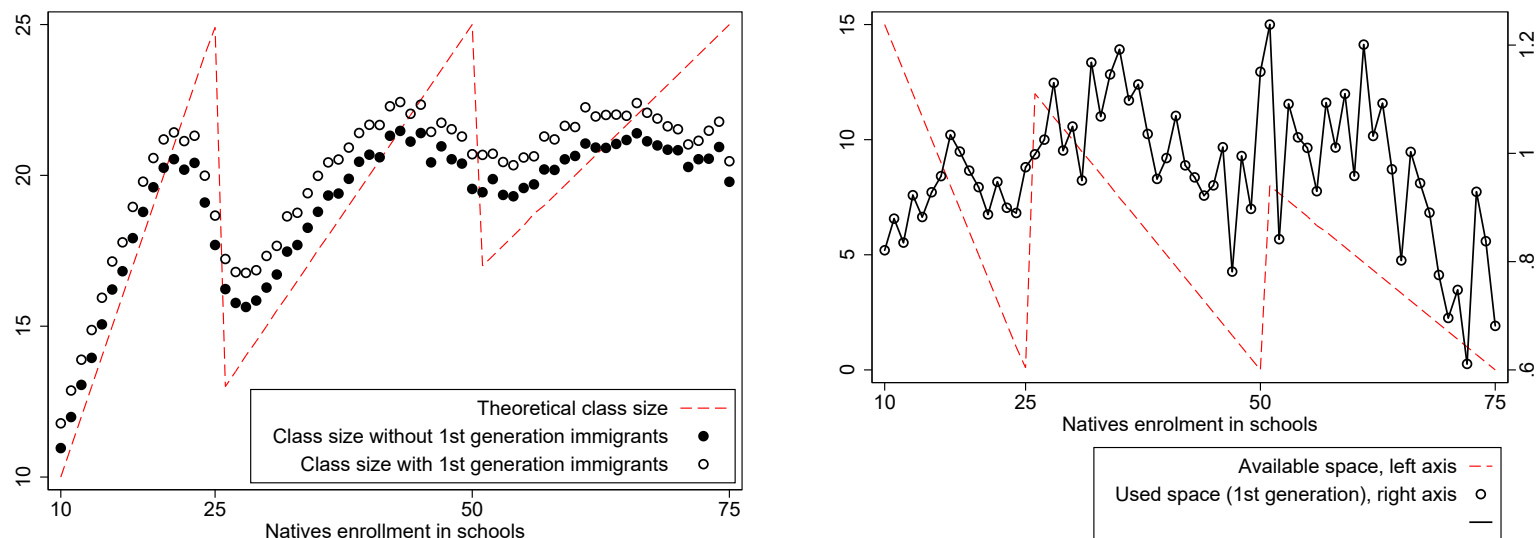 25
20
15
10
10
25
50
75
Natives enrollment in schools
Theoretical class size
Class size without 1st generation immigrants
Class size with 1st generation immigrants
15
10
5
0
1.2
1
.8
.6
10
25
50
75
Natives enrolment in schools
Available space, left axis
Used space (1st generation), right axis